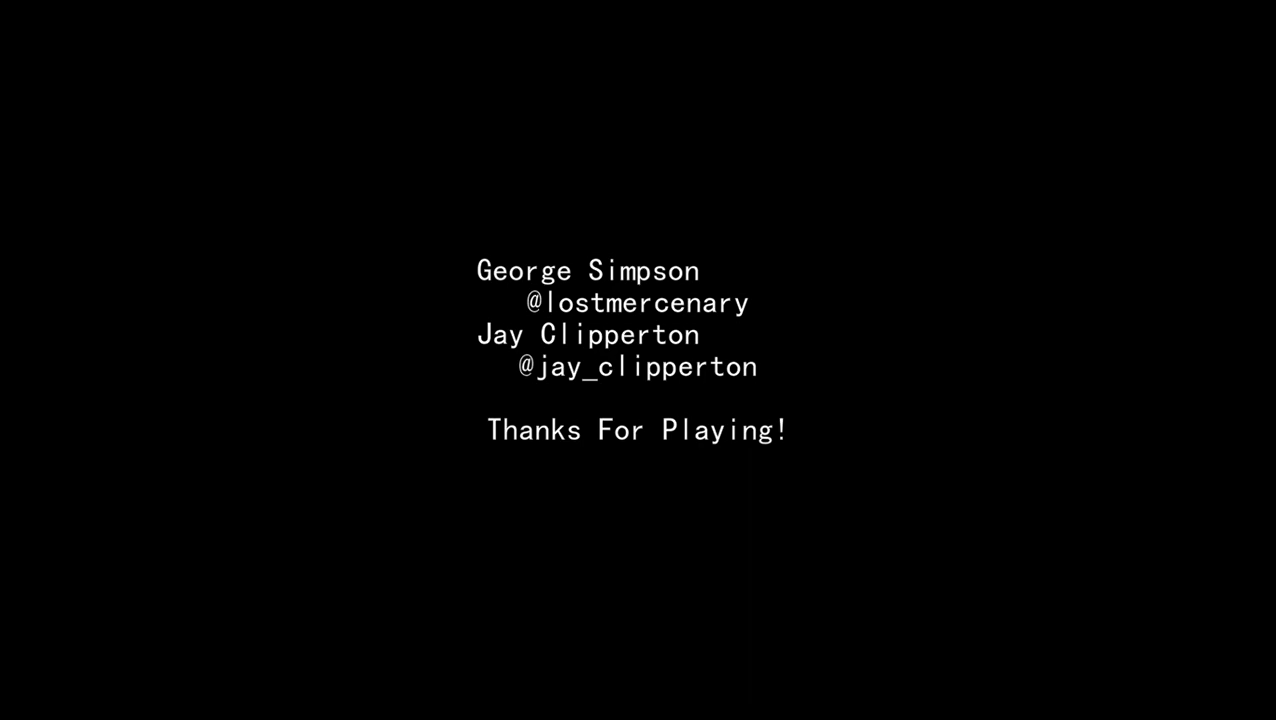 George Simpson
@lostmercenary
Jay Clipperton
@jay_clipperton
Thanks For Playing!